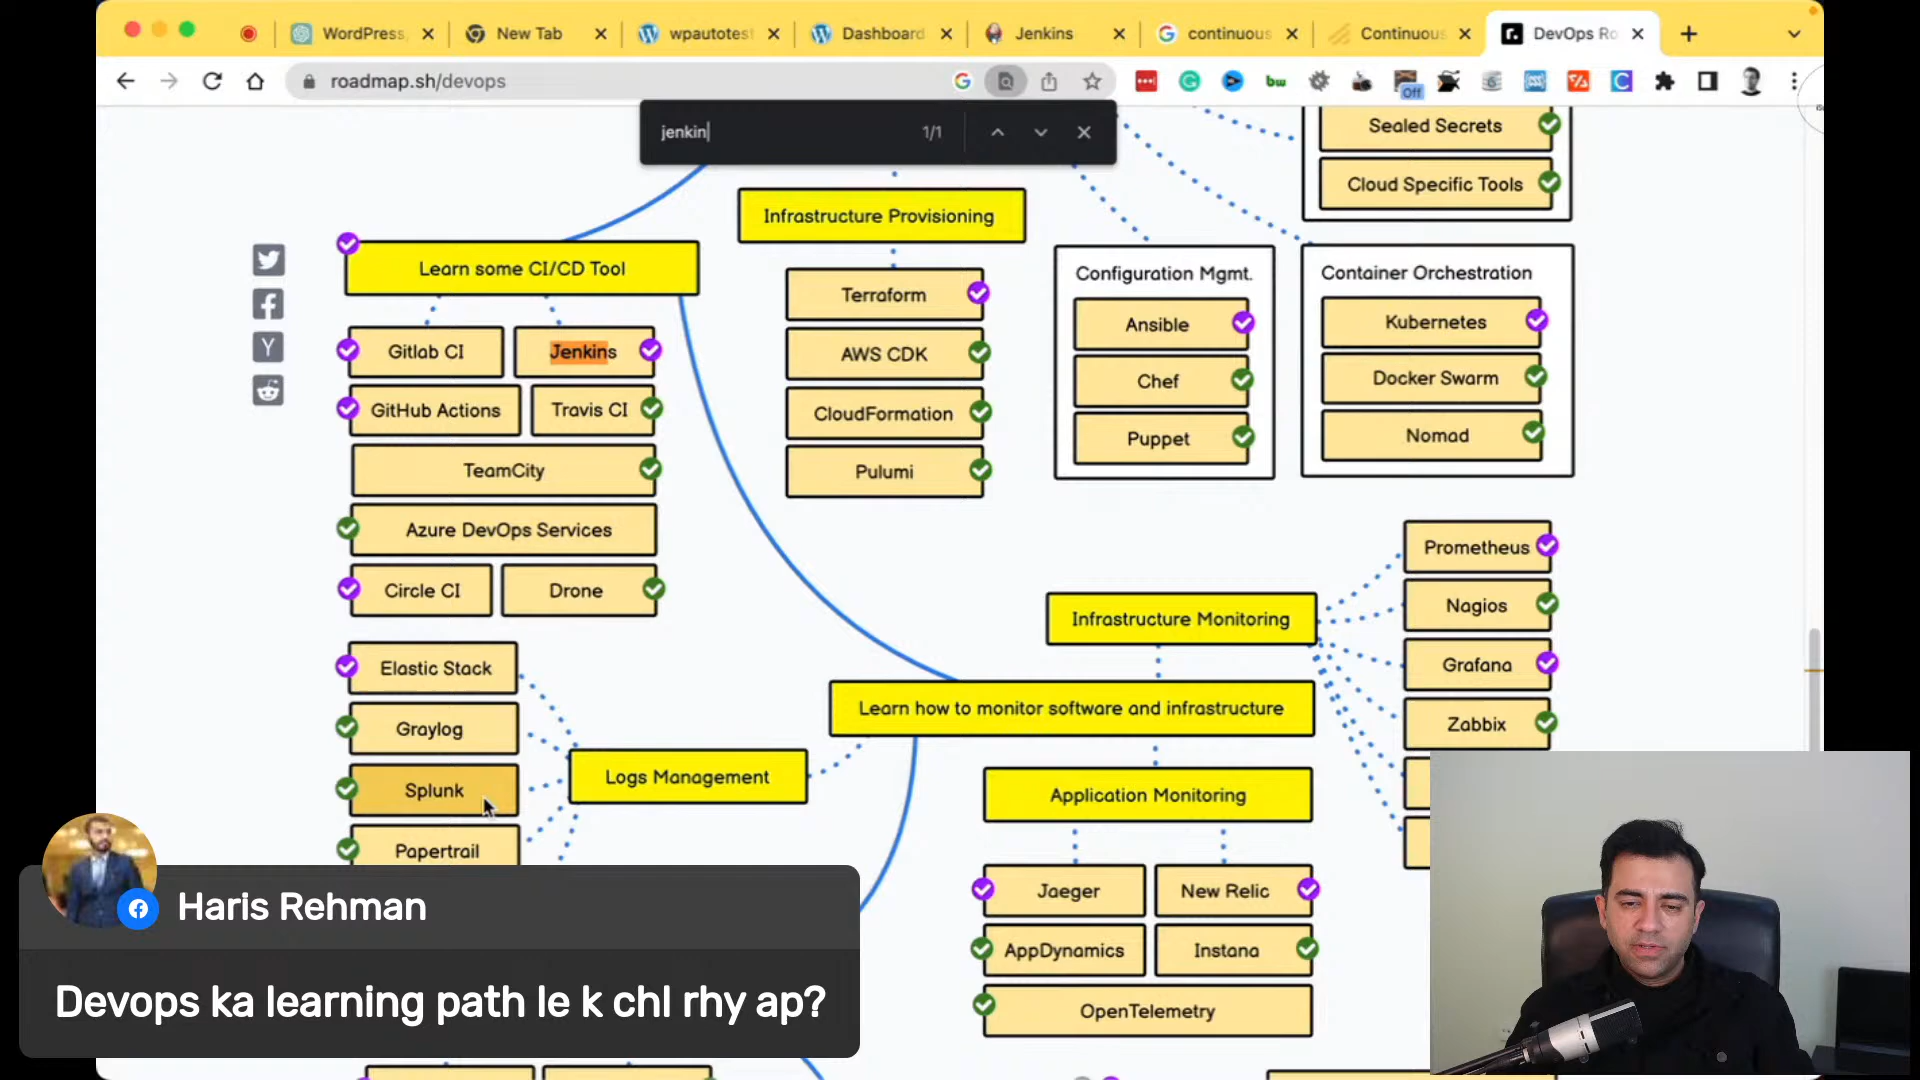 WordPress
New Tab
wpautotest
Dashboard
Jenkins
continuous
Continuous
DevOps Ro
roadmap.sh/devops
Off
jenkin
1/1
Sealed Secrets
Cloud Specific Tools
Infrastructure Provisioning
Learn some CI/CD Tool
Configuration Mgmt.
Container Orchestration
Terraform
Ansible
Kubernetes
Gitlab CI
Jenkins
AWS CDK
Chef
Docker Swarm
GitHub Actions
Travis CI
CloudFormation
Puppet
Nomad
TeamCity
Pulumi
Azure DevOps Services
Prometheus
Circle CI
Drone
Infrastructure Monitoring
Nagios
Elastic Stack
Grafana
Graylog
Learn how to monitor software and infrastructure
Zabbix
Logs Management
Splunk
Application Monitoring
Papertrail
Jaeger
New Relic
Haris Rehman
AppDynamics
Instana
Devops ka learning path le k chl rhy ap?
OpenTelemetry